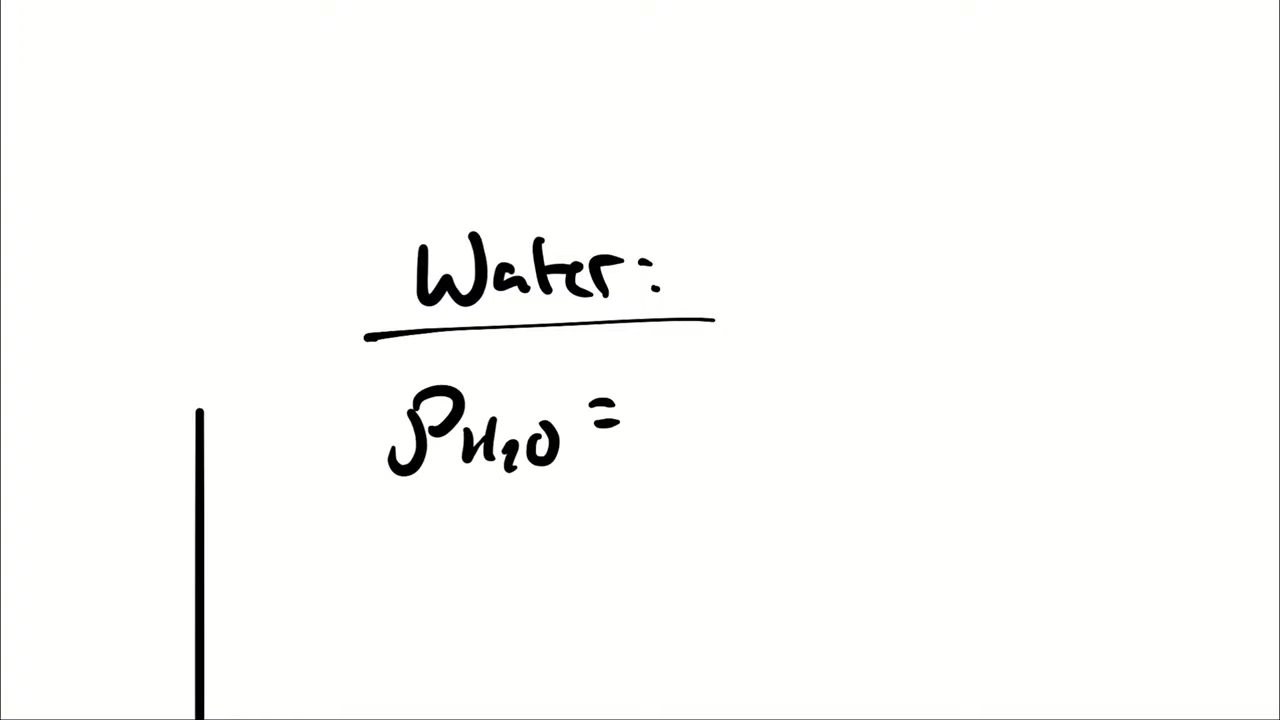 Water:
ρH₂O =